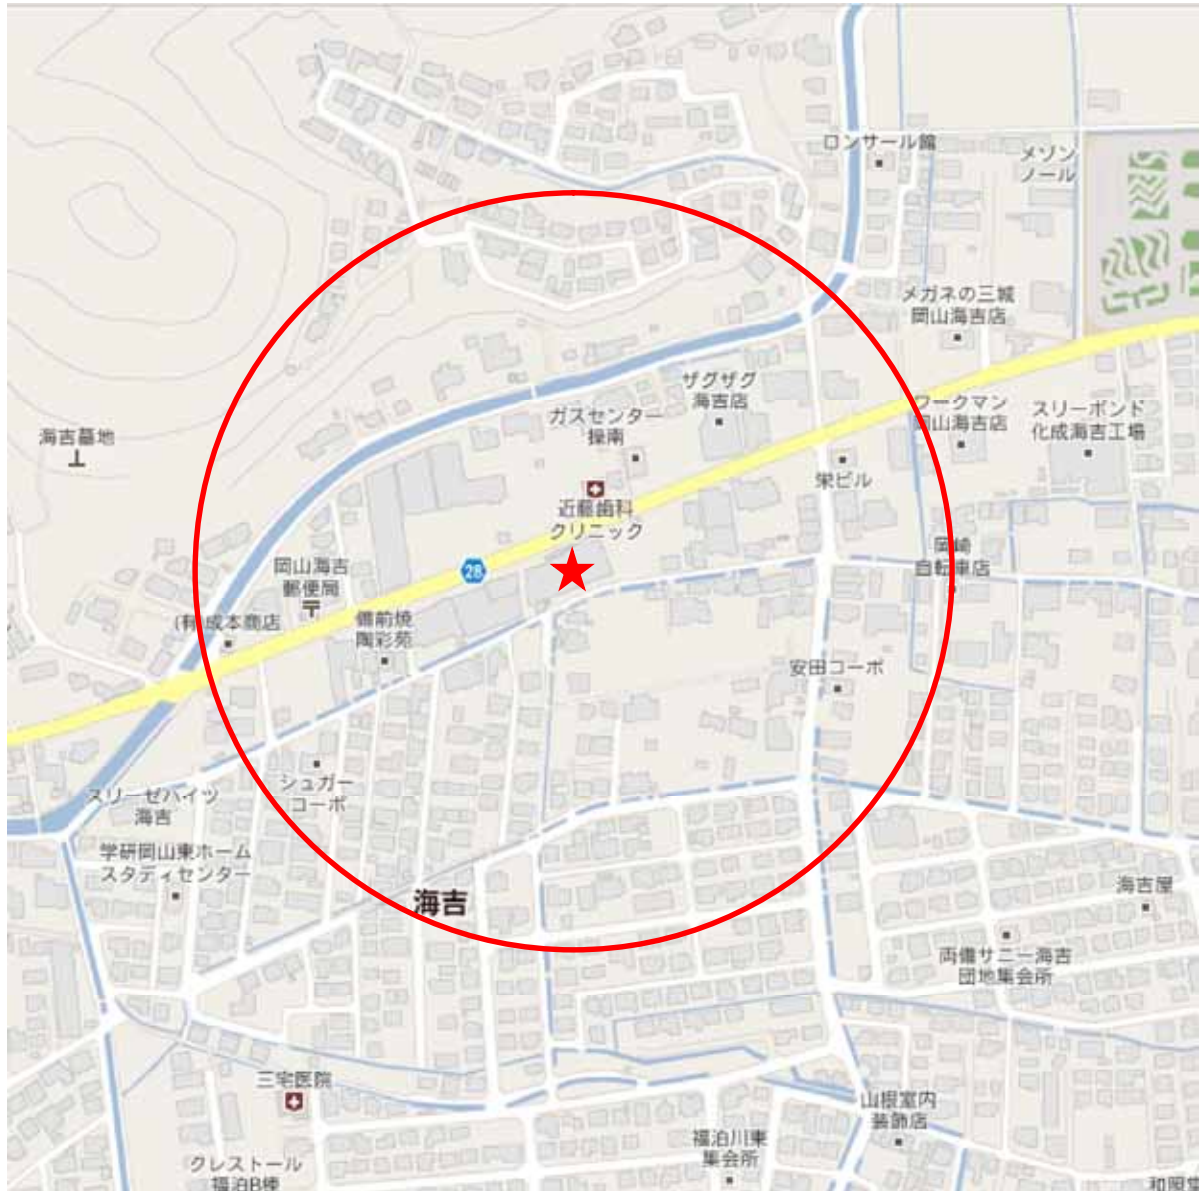 ロンサール館
メゾン
ノール
メガネの三城
岡山海吉店
ザグザグ
海吉店
ワークマン
岡山海吉店
スリーボンド
化成海吉工場
ガスセンター
操南
海吉墓地
栄ビル
近藤歯科
クリニック
28
岡崎
自転車店
岡山海吉
郵便局
(有)成本商店
備前焼
陶彩苑
安田コーポ
シュガー
コーポ
スリーゼハイツ
海吉
学研岡山東ホーム
スタディセンター
海吉
海吉屋
両備サニー海吉
団地集会所
三宅医院
山根室内
装飾店
福泊川東
集会所
クレストール
福泊B棟